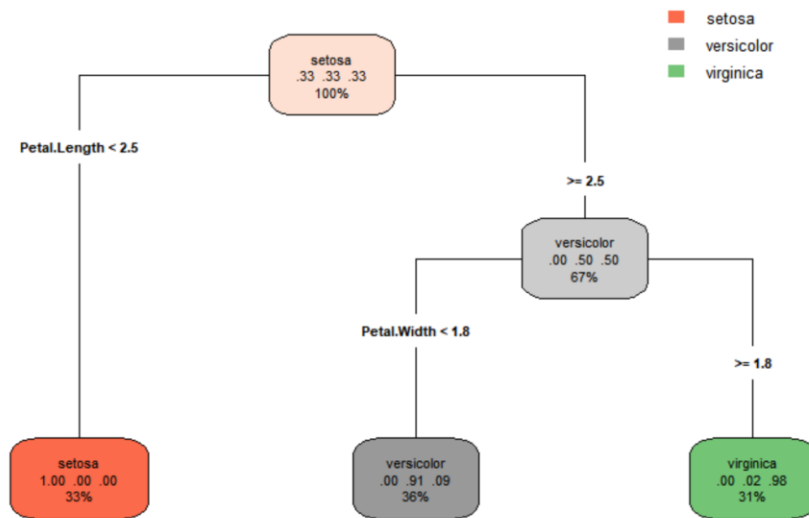 setosa
versicolor
virginica
setosa
.33 .33 .33
100%
Petal.Length < 2.5
>= 2.5
versicolor
.00 .50 .50
67%
Petal.Width < 1.8
>= 1.8
setosa
1.00 .00 .00
33%
versicolor
.00 .91 .09
36%
virginica
.00 .02 .98
31%